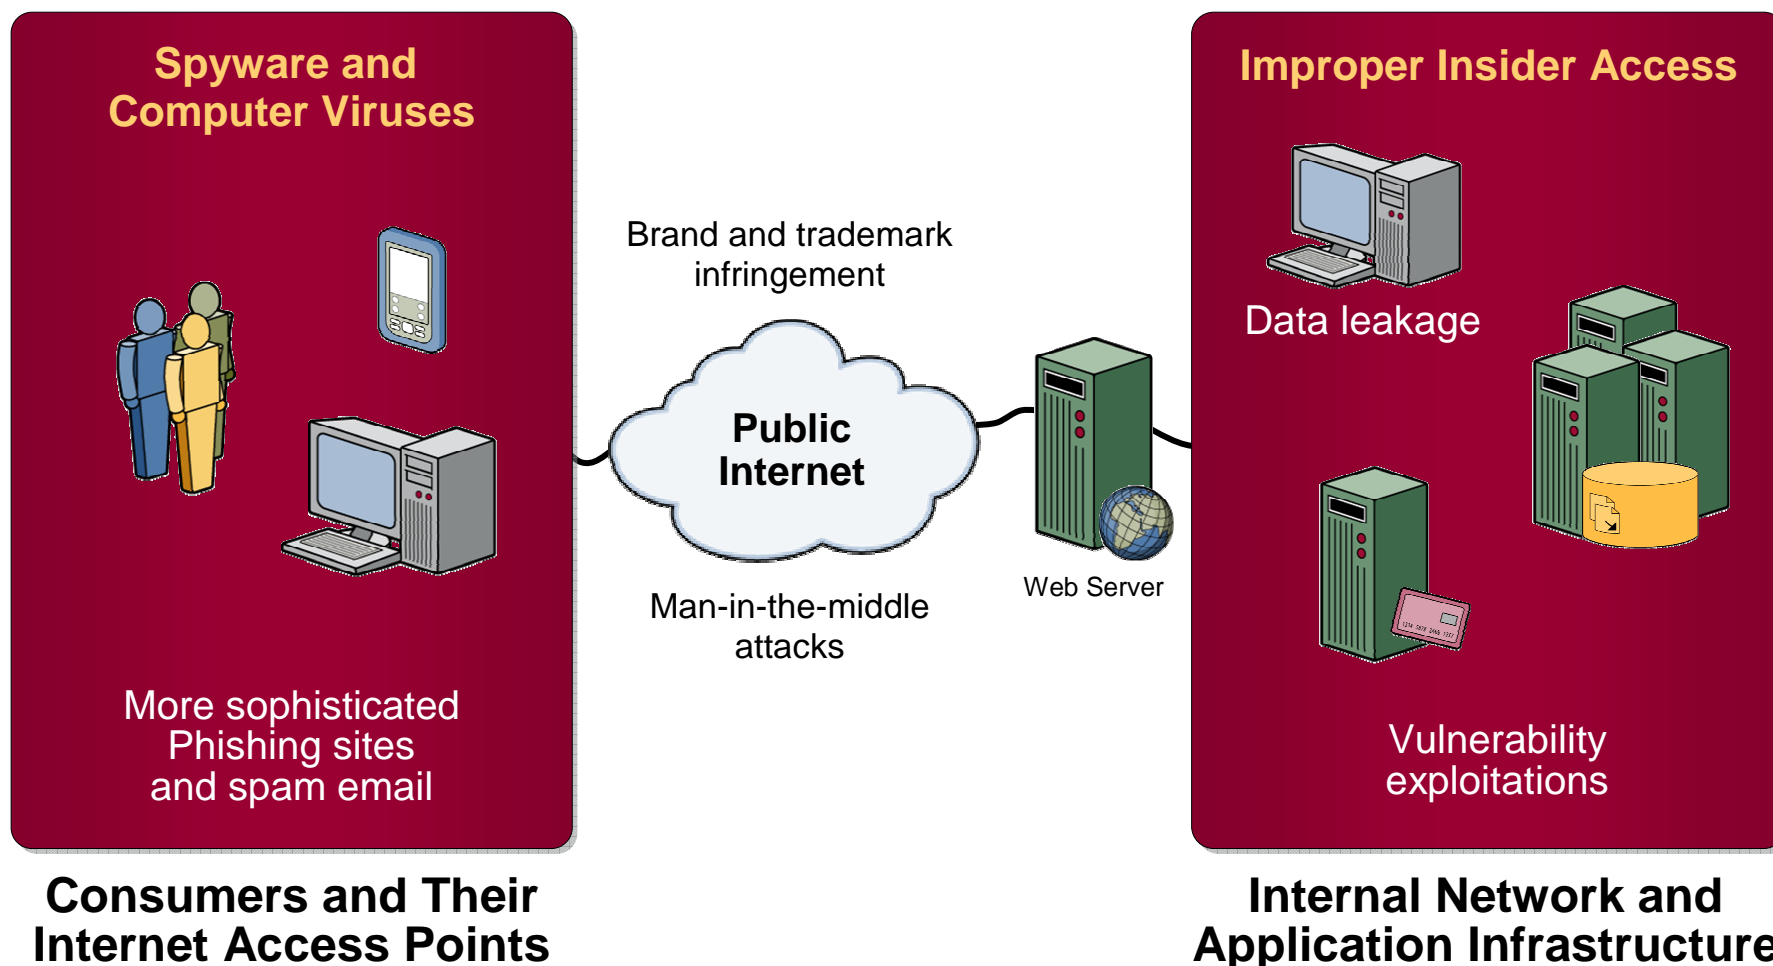 Spyware and
Computer Viruses
More sophisticated
Phishing sites
and spam email
Consumers and Their
Internet Access Points
Brand and trademark
infringement
Public
Internet
Man-in-the-middle
attacks
Web Server
Improper Insider Access
Data leakage
Vulnerability
exploitations
Internal Network and
Application Infrastructure